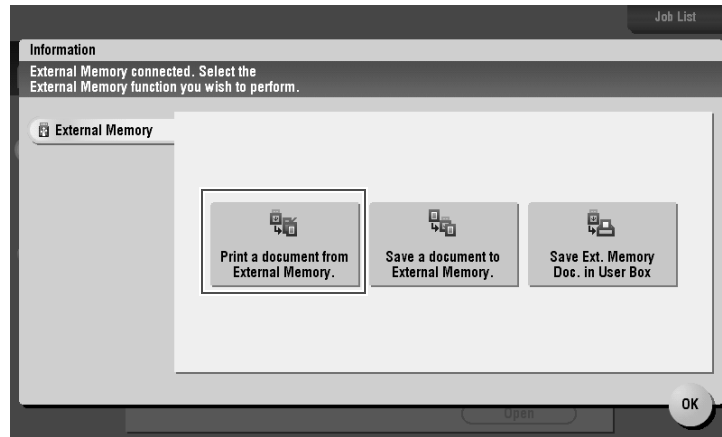 Job List
Information
External Memory connected. Select the
External Memory function you wish to perform.
External Memory
Print a document from
External Memory.
Save a document to
External Memory.
Save Ext. Memory
Doc. in User Box
Open
OK